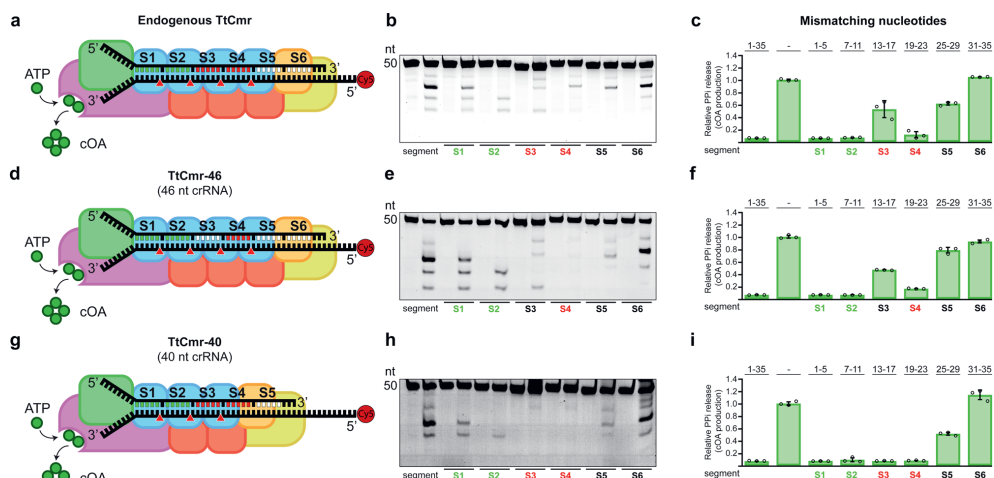 a
Endogenous TtCmr
5'
S1 S2 S3 S4 S5 S6
3'
ATP
3'
5'
Cy5
cOA
b
nt
50
segment S1 S2 S3 S4 S5 S6
c
Mismatching nucleotides
1-35 - 1-5 7-11 13-17 19-23 25-29 31-35
Relative PPi release
(cOA production)
1.4
1.2
1.0
0.8
0.6
0.4
0.2
segment S1 S2 S3 S4 S5 S6
d
TtCmr-46
(46 nt crRNA)
5'
S1 S2 S3 S4 S5 S6
3'
ATP
3'
5'
Cy5
cOA
e
nt
50
segment S1 S2 S3 S4 S5 S6
f
1-35 - 1-5 7-11 13-17 19-23 25-29 31-35
Relative PPi release
(cOA production)
1.4
1.2
1.0
0.8
0.6
0.4
0.2
segment S1 S2 S3 S4 S5 S6
g
TtCmr-40
(40 nt crRNA)
5'
S1 S2 S3 S4 S5
3'
ATP
3'
5'
Cy5
cOA
h
nt
50
segment S1 S2 S3 S4 S5 S6
i
1-35 - 1-5 7-11 13-17 19-23 25-29 31-35
Relative PPi release
(cOA production)
1.4
1.2
1.0
0.8
0.6
0.4
0.2
segment S1 S2 S3 S4 S5 S6